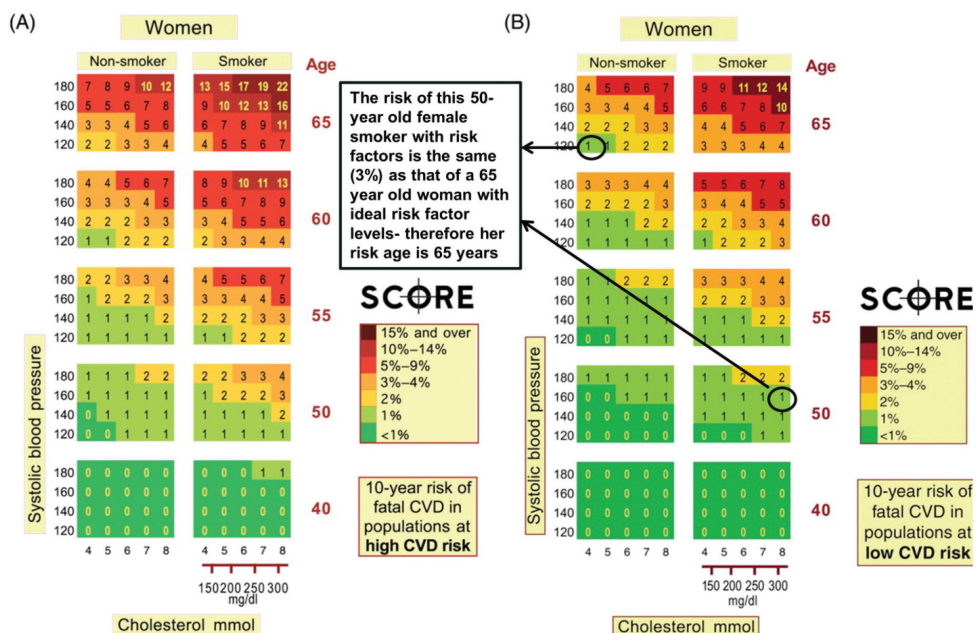 (A)
Women
Non-smoker Smoker Age
180 7 8 9 10 12 13 15 17 19 22
160 5 5 6 7 8 9 10 12 13 16
140 3 3 4 5 6 6 7 8 9 11
120 2 2 3 3 4 4 5 5 6 7
65
180 4 4 5 6 7 8 9 10 11 13
160 3 3 3 4 5 5 6 7 8 9
140 2 2 2 3 3 3 4 5 5 6
120 1 1 2 2 2 2 3 3 4 4
60
180 2 2 3 3 4 4 5 5 6 7
160 1 2 2 2 3 3 3 4 4 5
140 1 1 1 1 2 2 2 2 3 3
120 1 1 1 1 1 1 1 2 2 2
55
180 1 1 1 2 2 2 2 3 3 4
160 1 1 1 1 1 1 2 2 2 3
140 0 1 1 1 1 1 1 1 1 2
120 0 0 1 1 1 1 1 1 1 1
50
180 0 0 0 0 0 0 0 0 1 1
160 0 0 0 0 0 0 0 0 0 0
140 0 0 0 0 0 0 0 0 0 0
120 0 0 0 0 0 0 0 0 0 0
40
4 5 6 7 8 4 5 6 7 8
150 200 250 300
mg/dl
Cholesterol mmol
Systolic blood pressure
SCORE
15% and over
10%–14%
5%–9%
3%–4%
2%
1%
<1%
10-year risk of
fatal CVD in
populations at
high CVD risk
The risk of this 50-
year old female
smoker with risk
factors is the same
(3%) as that of a 65
year old woman with
ideal risk factor
levels- therefore her
risk age is 65 years
(B)
Women
Non-smoker Smoker Age
180 4 5 6 6 7 9 9 11 12 14
160 3 3 4 4 5 6 6 7 8 10
140 2 2 2 3 3 4 4 5 6 7
120 1 1 2 2 2 3 3 3 4 4
65
180 3 3 3 4 4 5 5 6 7 8
160 2 2 2 2 3 3 4 4 5 5
140 1 1 1 2 2 2 2 3 3 4
120 1 1 1 1 1 1 2 2 2 3
60
180 1 1 2 2 2 3 3 3 4 4
160 1 1 1 1 1 2 2 2 3 3
140 1 1 1 1 1 1 1 1 2 2
120 0 0 1 1 1 1 1 1 1 1
55
180 1 1 1 1 1 1 1 2 2 2
160 0 0 1 1 1 1 1 1 1 1
140 0 0 0 0 0 1 1 1 1 1
120 0 0 0 0 0 0 0 0 1 1
50
180 0 0 0 0 0 0 0 0 0 0
160 0 0 0 0 0 0 0 0 0 0
140 0 0 0 0 0 0 0 0 0 0
120 0 0 0 0 0 0 0 0 0 0
40
4 5 6 7 8 4 5 6 7 8
150 200 250 300
mg/dl
Cholesterol mmol
Systolic blood pressure
SCORE
15% and over
10%–14%
5%–9%
3%–4%
2%
1%
<1%
10-year risk of
fatal CVD in
populations at
low CVD risk